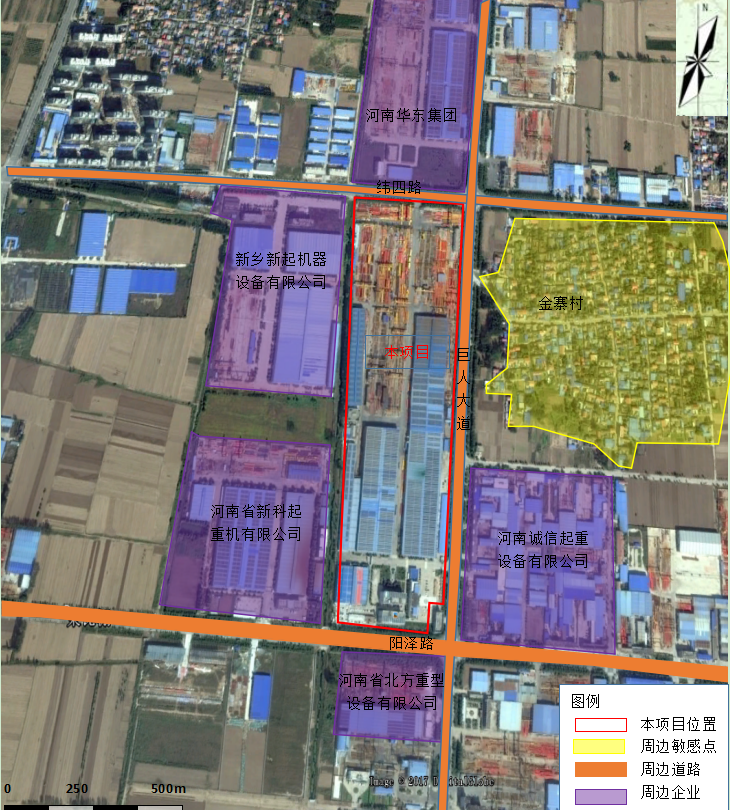 N
河南华东集团
纬四路
新乡新起机器
设备有限公司
金寨村
本项目
巨人大道
河南省新科起
重机有限公司
河南诚信起重
设备有限公司
阳泽路
河南省北方重型
设备有限公司
图例
本项目位置
周边敏感点
周边道路
周边企业
0 250 500m
Image © 2017 DigitalGlobe